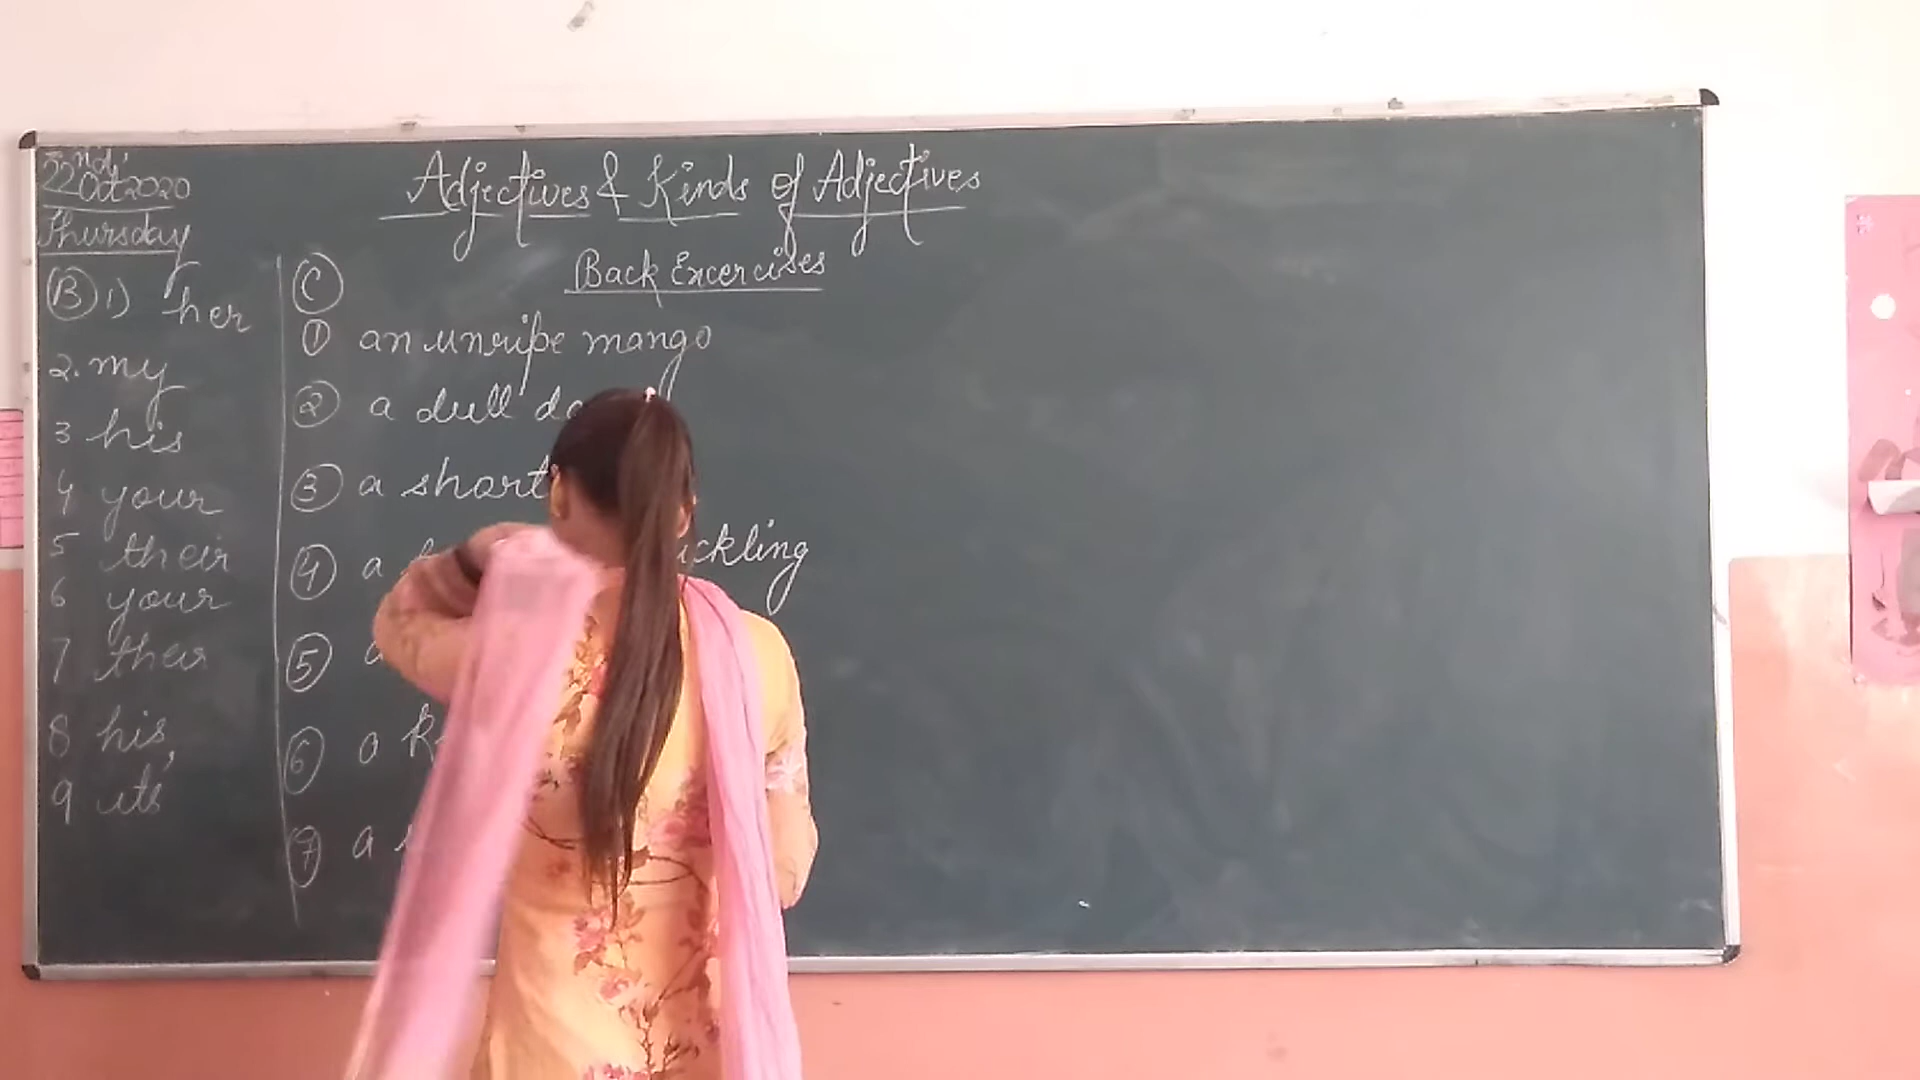 22nd Oct 2020
Thursday
Adjectives & Kinds of Adjectives
Back Excercises
(B) 1) her
2. my
3 his
4 your
5 their
6 your
7 their
8 his,
9 its
(C)
(1) an unripe mango
(2) a dull
(3) a short
(4) a
(5) a
(6) a
(7) a